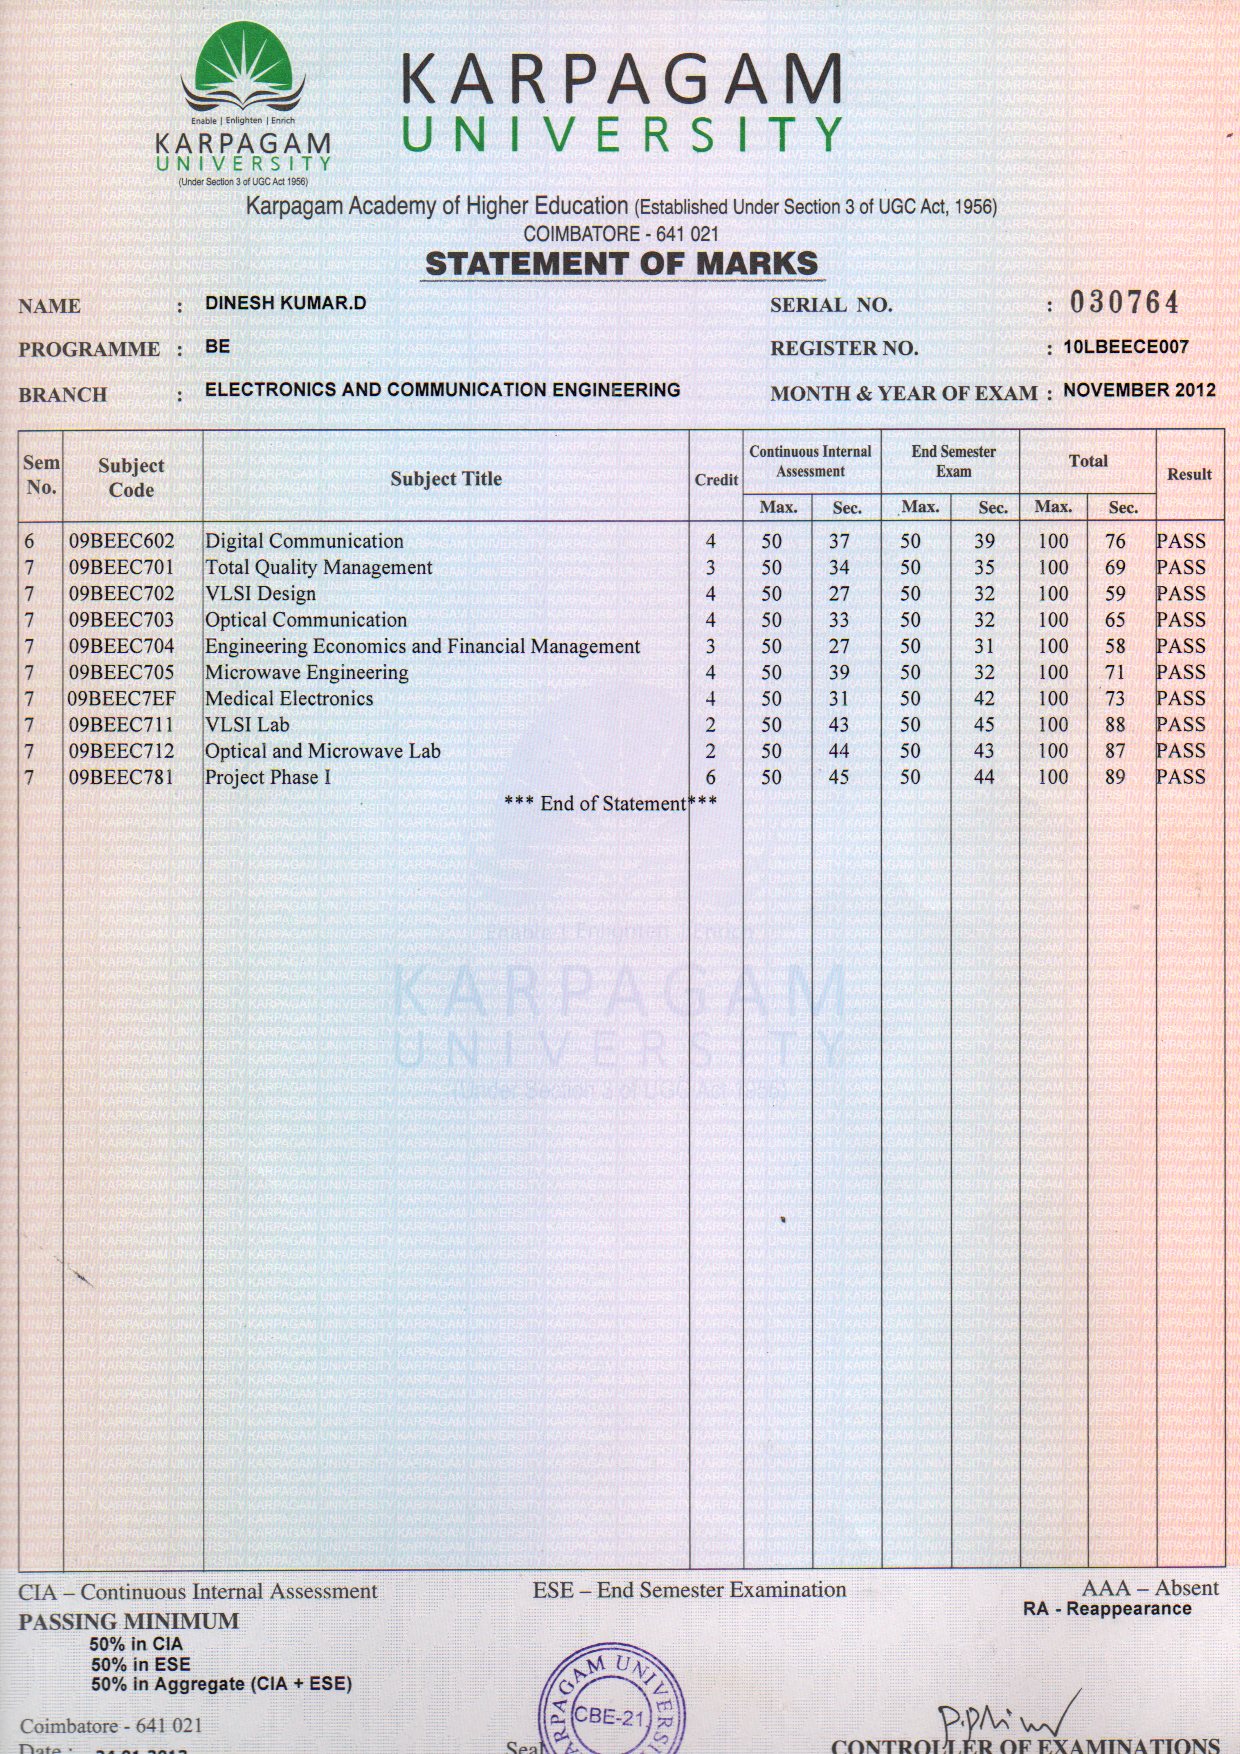 Enable | Enlighten | Enrich
KARPAGAM
UNIVERSITY
(Under Section 3 of UGC Act 1956)
KARPAGAM
UNIVERSITY
Karpagam Academy of Higher Education (Established Under Section 3 of UGC Act, 1956)
COIMBATORE - 641 021
STATEMENT OF MARKS
NAME : DINESH KUMAR.D SERIAL NO. : 030764
PROGRAMME : BE REGISTER NO. : 10LBEECE007
BRANCH : ELECTRONICS AND COMMUNICATION ENGINEERING MONTH & YEAR OF EXAM : NOVEMBER 2012
Sem No. Subject Code Subject Title Credit Continuous Internal Assessment End Semester Exam Total Result
Max. Sec. Max. Sec. Max. Sec.
6 09BEEC602 Digital Communication 4 50 37 50 39 100 76 PASS
7 09BEEC701 Total Quality Management 3 50 34 50 35 100 69 PASS
7 09BEEC702 VLSI Design 4 50 27 50 32 100 59 PASS
7 09BEEC703 Optical Communication 4 50 33 50 32 100 65 PASS
7 09BEEC704 Engineering Economics and Financial Management 3 50 27 50 31 100 58 PASS
7 09BEEC705 Microwave Engineering 4 50 39 50 32 100 71 PASS
7 09BEEC7EF Medical Electronics 4 50 31 50 42 100 73 PASS
7 09BEEC711 VLSI Lab 2 50 43 50 45 100 88 PASS
7 09BEEC712 Optical and Microwave Lab 2 50 44 50 43 100 87 PASS
7 09BEEC781 Project Phase I 6 50 45 50 44 100 89 PASS
*** End of Statement***
Enable | Enlighten | Enrich
KARPAGAM
UNIVERSITY
(Under Section 3 of UGC Act 1956)
CIA – Continuous Internal Assessment ESE – End Semester Examination AAA – Absent
RA - Reappearance
PASSING MINIMUM
50% in CIA
50% in ESE
50% in Aggregate (CIA + ESE)
KARPAGAM UNIVERSI
CBE-21
Coimbatore - 641 021
Date : Seal CONTROLLER OF EXAMINATIONS